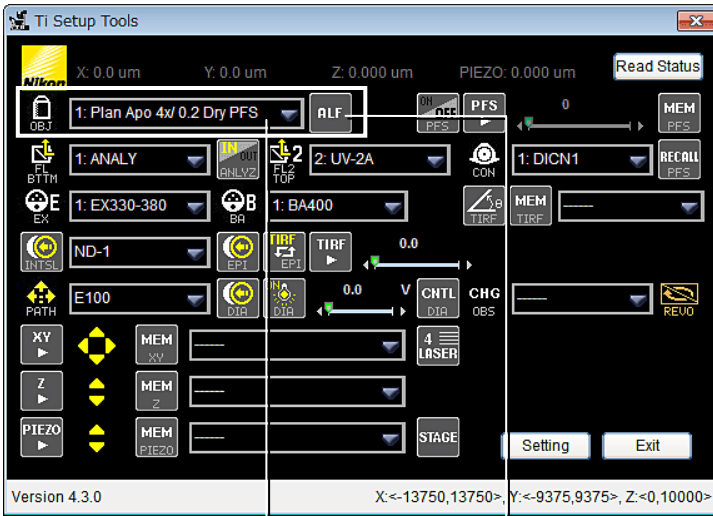 Ti Setup Tools
Nikon X: 0.0 um Y: 0.0 um Z: 0.000 um PIEZO: 0.000 um Read Status
OBJ 1: Plan Apo 4x/ 0.2 Dry PFS ALF ON OFF PFS PFS 0 MEM PFS
FL BTTM 1: ANALY IN OUT ANLYZ 2 FL2 TOP 2: UV-2A CON 1: DICN1 RECALL PFS
E EX 1: EX330-380 B BA 1: BA400 θ TIRF MEM TIRF ------
INTSL ND-1 EPI TIRF EPI TIRF 0.0
PATH E100 DIA ON DIA 0.0 V CNTL DIA CHG OBS ------ REVO
XY MEM XY ------ 4 LASER
Z MEM Z ------
PIEZO MEM PIEZO ------ STAGE Setting Exit
Version 4.3.0 X:<-13750,13750>, Y:<-9375,9375>, Z:<0,10000>